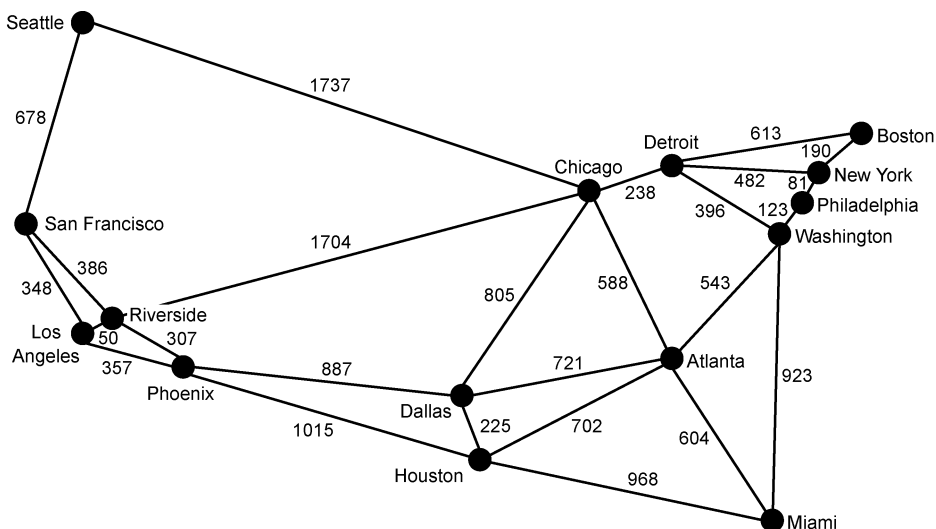 Seattle
1737
678
613
Boston
Detroit
190
Chicago
482
81
New York
238
396
123
Philadelphia
San Francisco
Washington
1704
386
348
805
588
543
Riverside
Los
Angeles
50
307
357
887
721
Atlanta
923
Phoenix
Dallas
225
702
604
1015
Houston
968
Miami